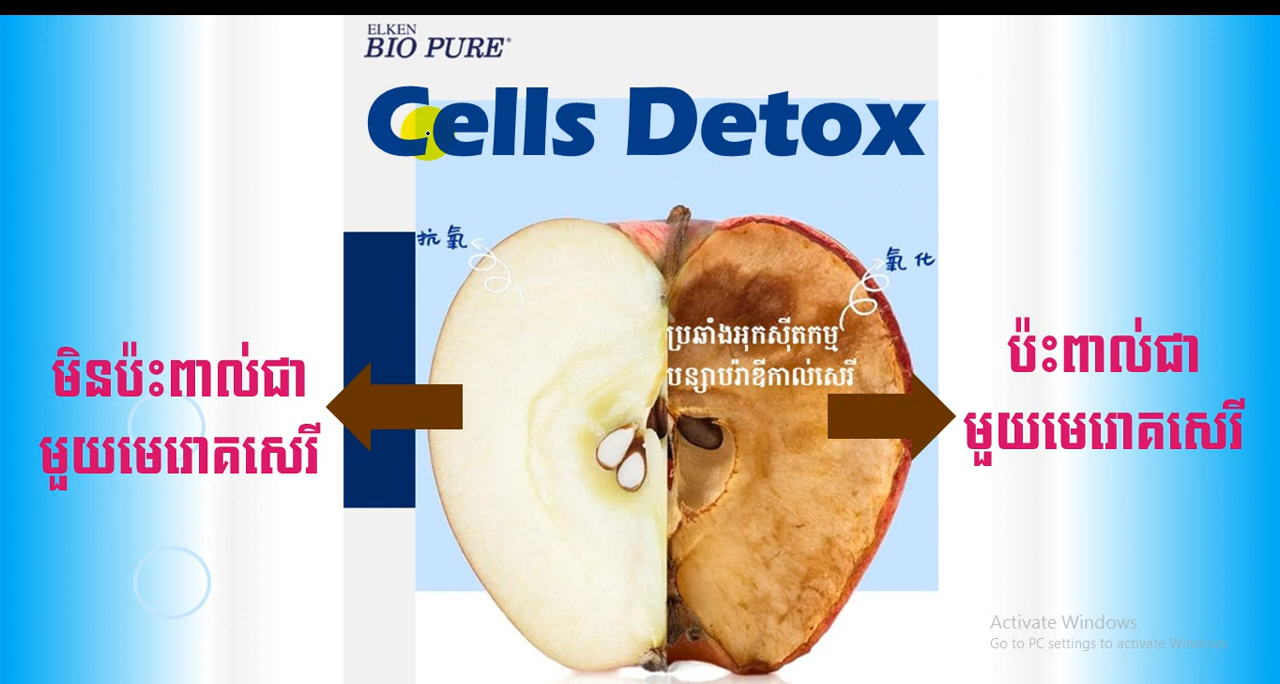 ELKEN
BIO PURE®
Cells Detox
抗氧
氧化
ប្រឆាំងអុកស៊ីតកម្ម
បន្សាបរ៉ាឌីកាល់សេរី
មិនប៉ះពាល់ជា
មួយមេរោគសេរី
ប៉ះពាល់ជា
មួយមេរោគសេរី
Activate Windows
Go to PC settings to activate Windows.